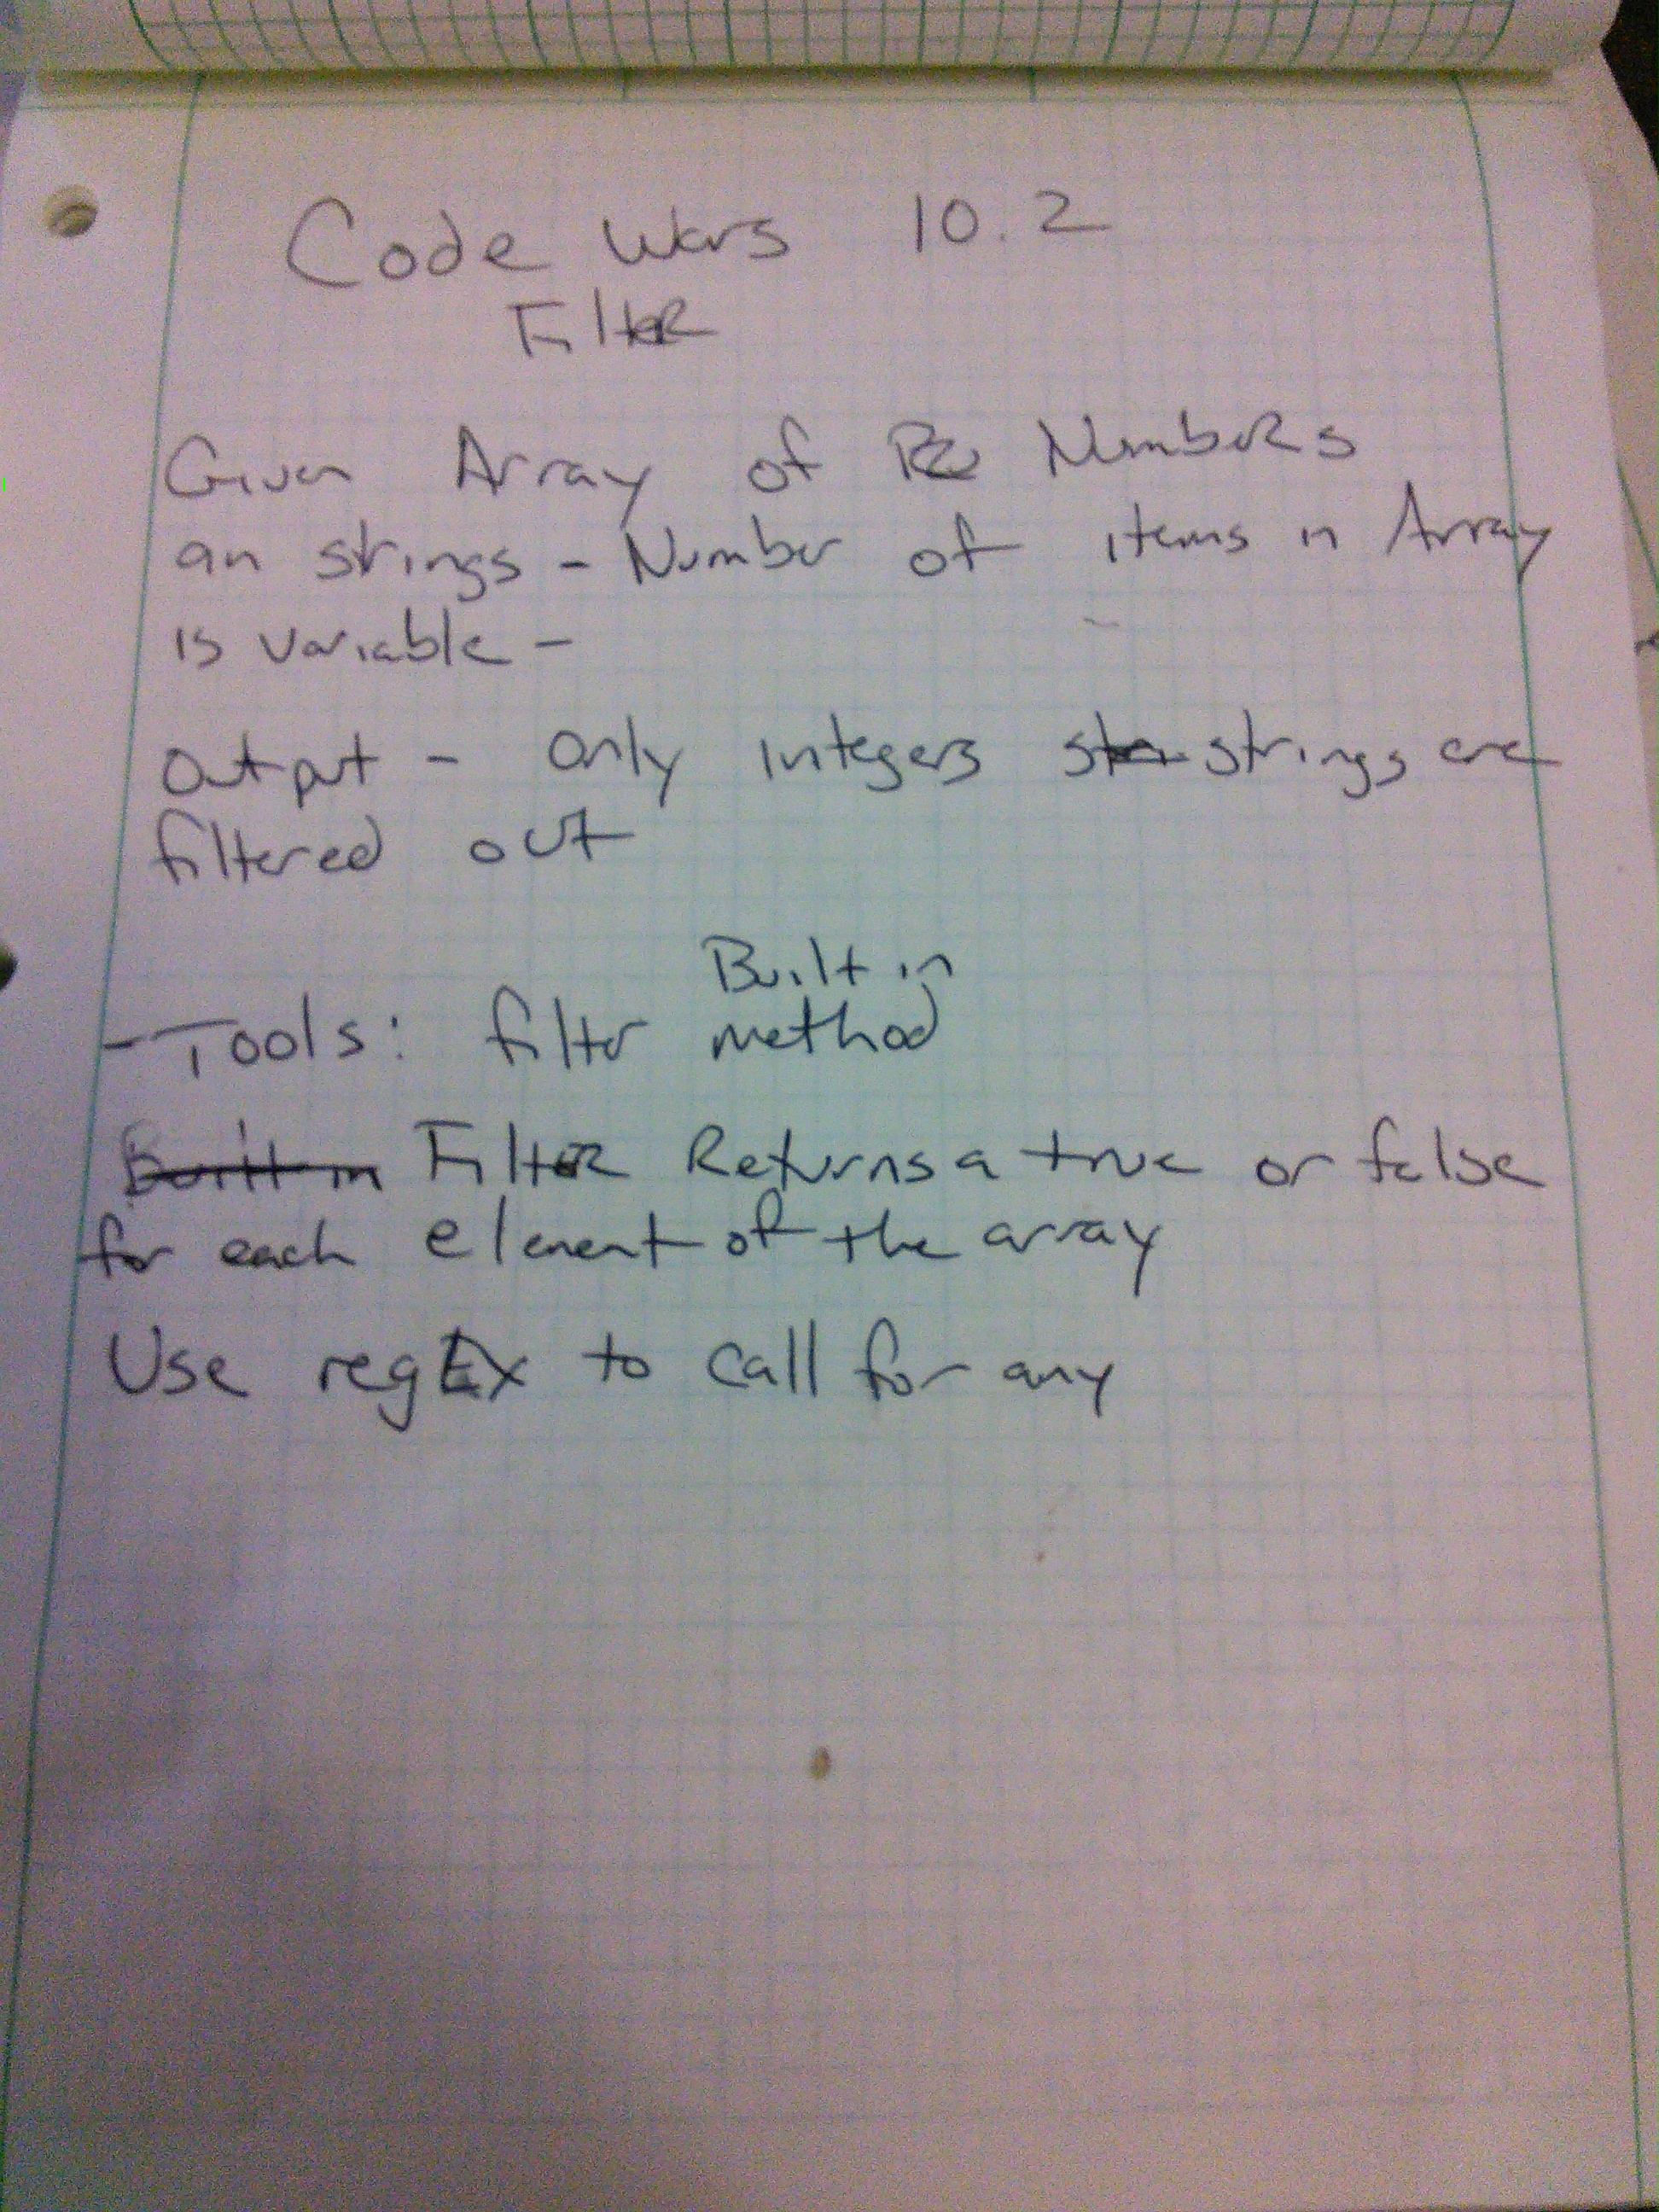 Code Wars 10.2
Filter
Given Array of Numbers
an strings - Number of items in Array
is variable -
Output - Only integers strings are
filtered out
Built in
- Tools: filter method
Built in Filter Returns a true or false
for each element of the array
Use regEx to call for any